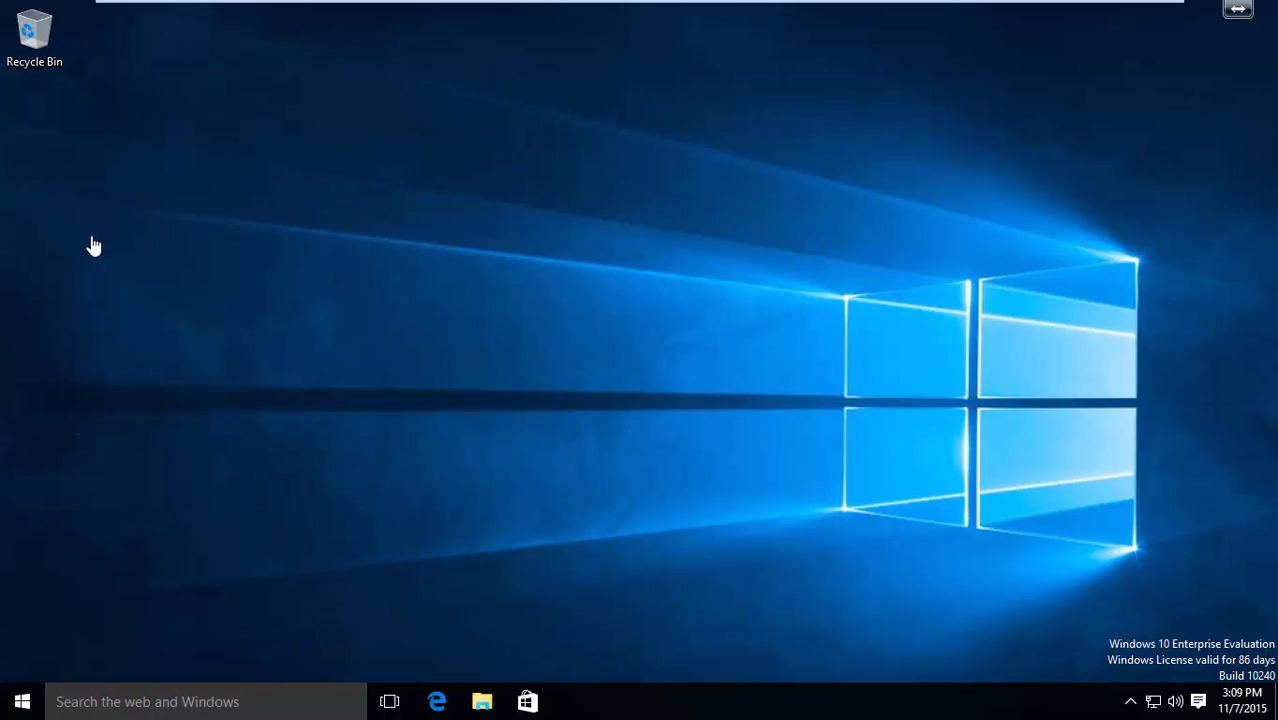 Recycle Bin
Windows 10 Enterprise Evaluation
Windows License valid for 86 days
Build 10240
Search the web and Windows
3:09 PM
11/7/2015